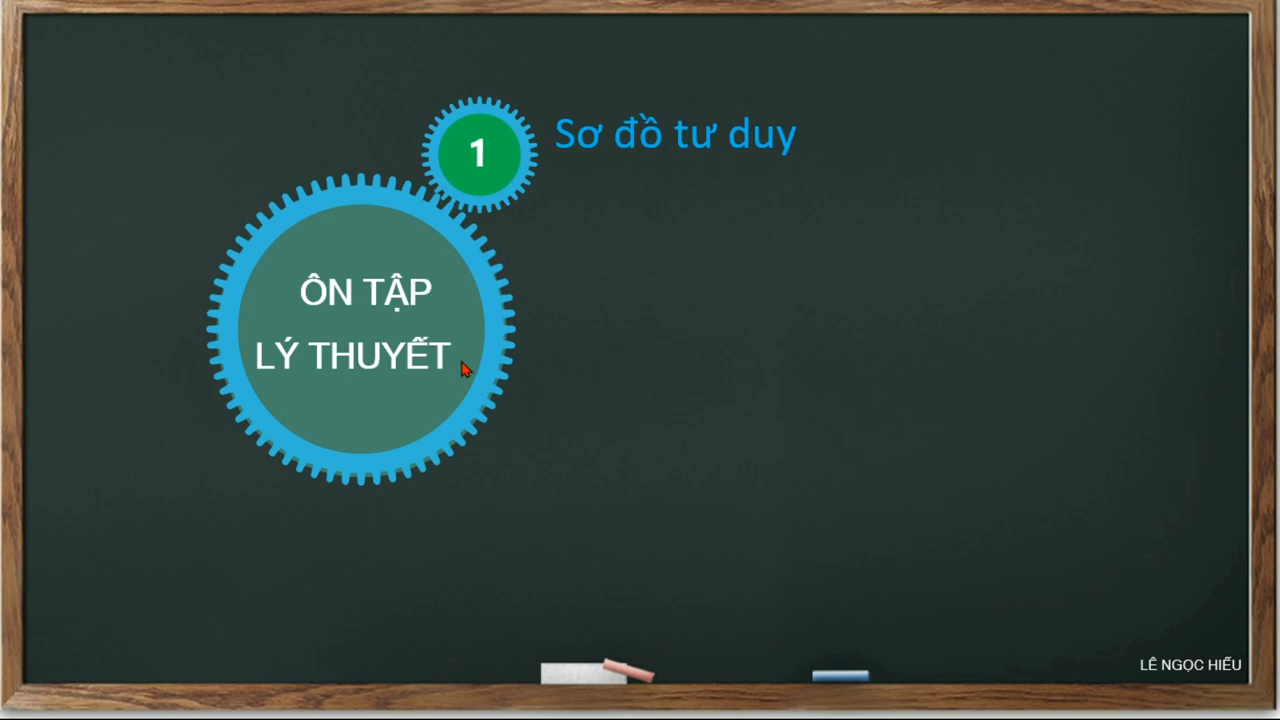 1
Sơ đồ tư duy
ÔN TẬP
LÝ THUYẾT
LÊ NGỌC HIẾU